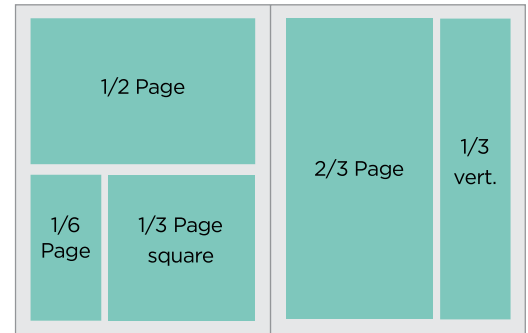 1/2 Page
1/6
Page
1/3 Page
square
2/3 Page
1/3
vert.